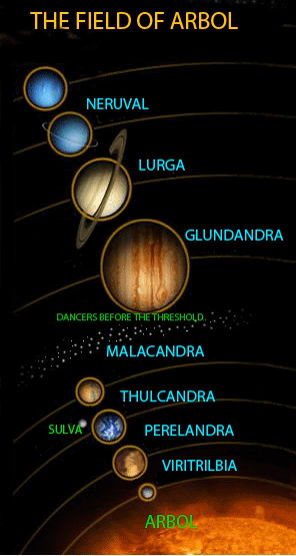 THE FIELD OF ARBOL
NERUVAL
LURGA
GLUNDANDRA
DANCERS BEFORE THE THRESHOLD.
MALACANDRA
THULCANDRA
SULVA
PERELANDRA
VIRITRILBIA
ARBOL